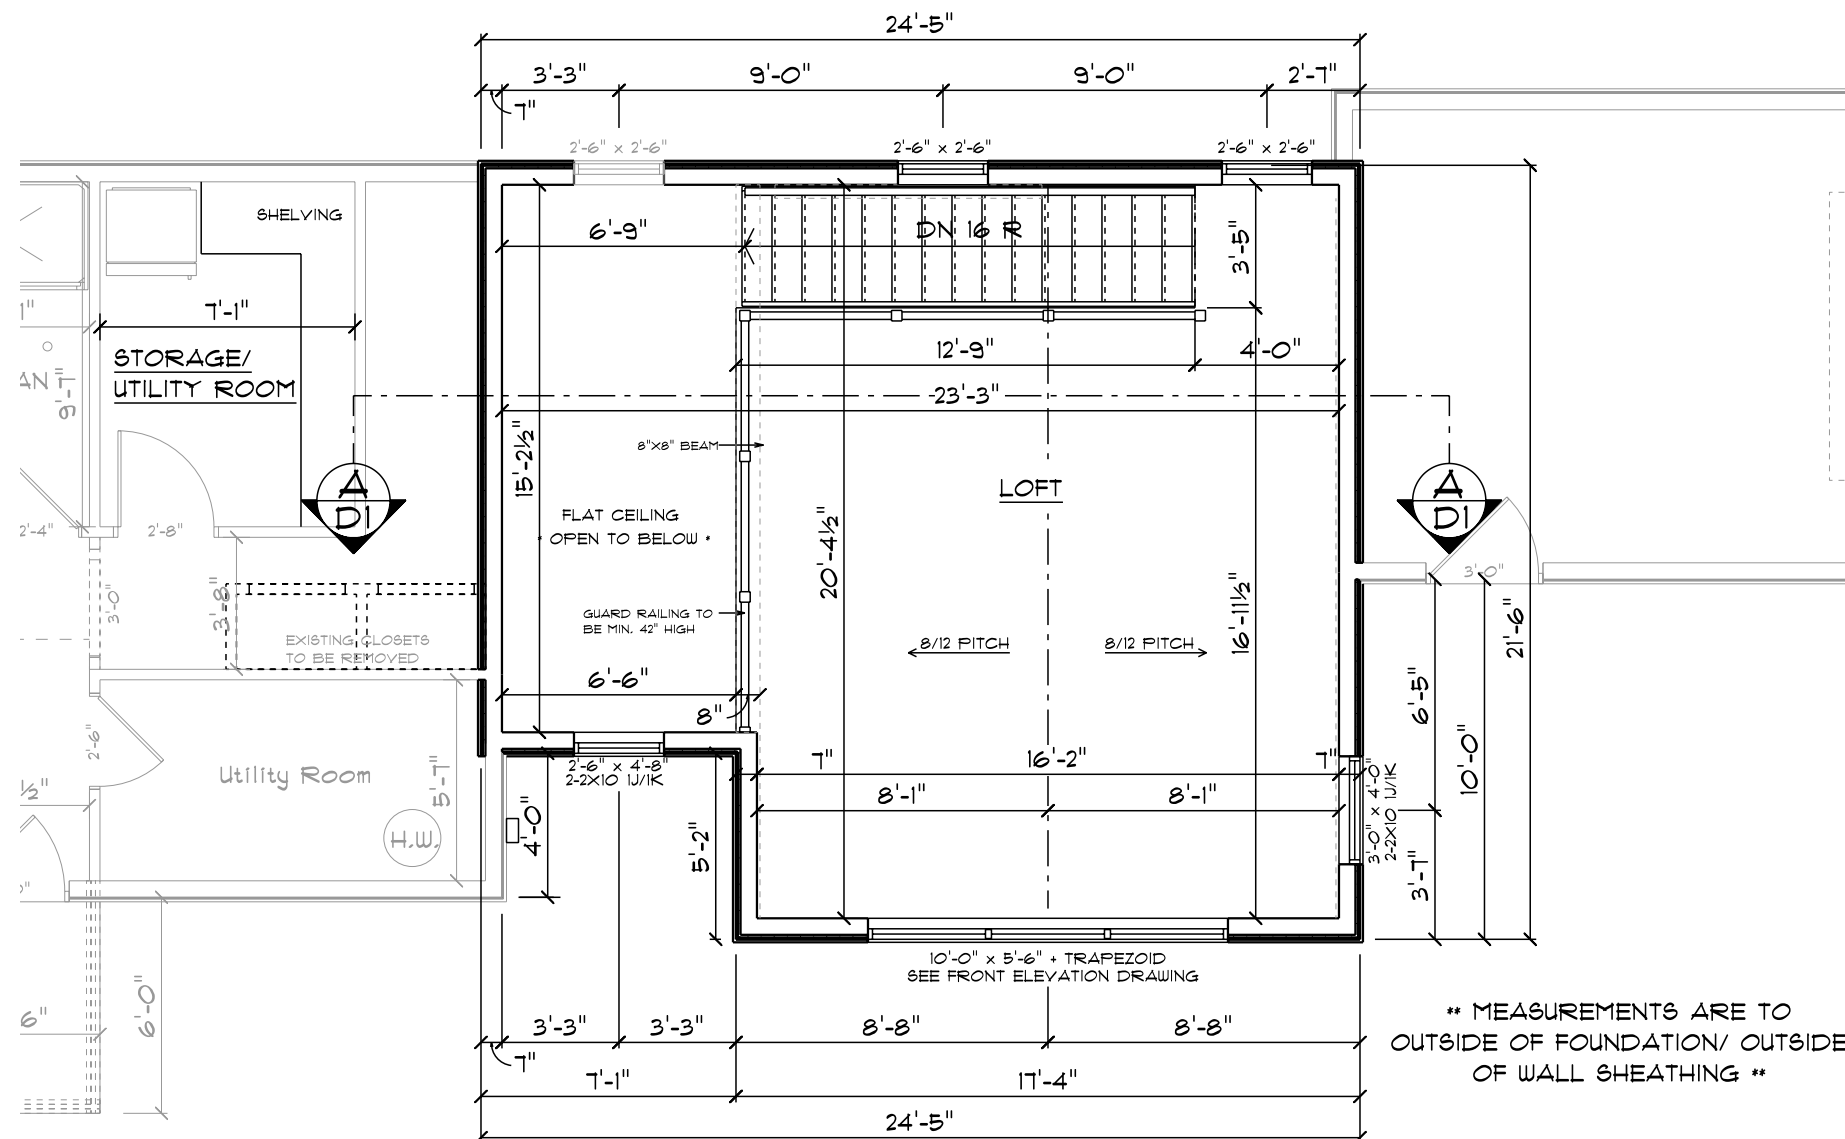 24'-5"
3'-3" 9'-0" 9'-0" 2'-7"
7"
2'-6" x 2'-6" 2'-6" x 2'-6" 2'-6" x 2'-6"
SHELVING
6'-9"
DN 16 R
3'-5"
7'-1"
STORAGE/
UTILITY ROOM
9'-7"
12'-9" 4'-0"
23'-3"
8"X8" BEAM
15'-2½"
LOFT
A
D1
A
D1
FLAT CEILING
* OPEN TO BELOW *
20'-4½"
2'-4" 2'-8"
3'-0"
3'-0"
3'-8"
GUARD RAILING TO
BE MIN. 42" HIGH
16'-11½"
21'-6"
EXISTING CLOSETS
TO BE REMOVED
8/12 PITCH 8/12 PITCH
6'-6"
8"
6'-5"
2'-6"
10'-0"
7" 16'-2" 7"
Utility Room
5'-7"
2'-6" x 4'-8"
2-2X10 1J/1K
8'-1" 8'-1"
3'-0" x 4'-0"
2-2X10 1J/1K
H.W.
4'-0"
5'-2"
3'-7"
10'-0" x 5'-6" + TRAPEZOID
SEE FRONT ELEVATION DRAWING
6'-0"
6"
3'-3" 3'-3" 8'-8" 8'-8"
7"
7'-1" 17'-4"
24'-5"
** MEASUREMENTS ARE TO
OUTSIDE OF FOUNDATION/ OUTSIDE
OF WALL SHEATHING **